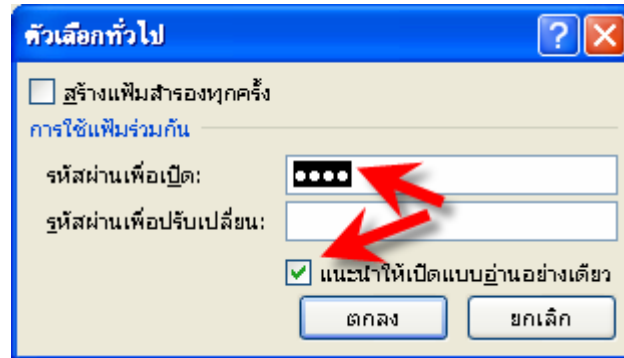 ตัวเลือกทั่วไป
สร้างแฟ้มสำรองทุกครั้ง
การใช้แฟ้มร่วมกัน
รหัสผ่านเพื่อเปิด: ●●●●
รหัสผ่านเพื่อปรับเปลี่ยน:
แนะนำให้เปิดแบบอ่านอย่างเดียว
ตกลง ยกเลิก